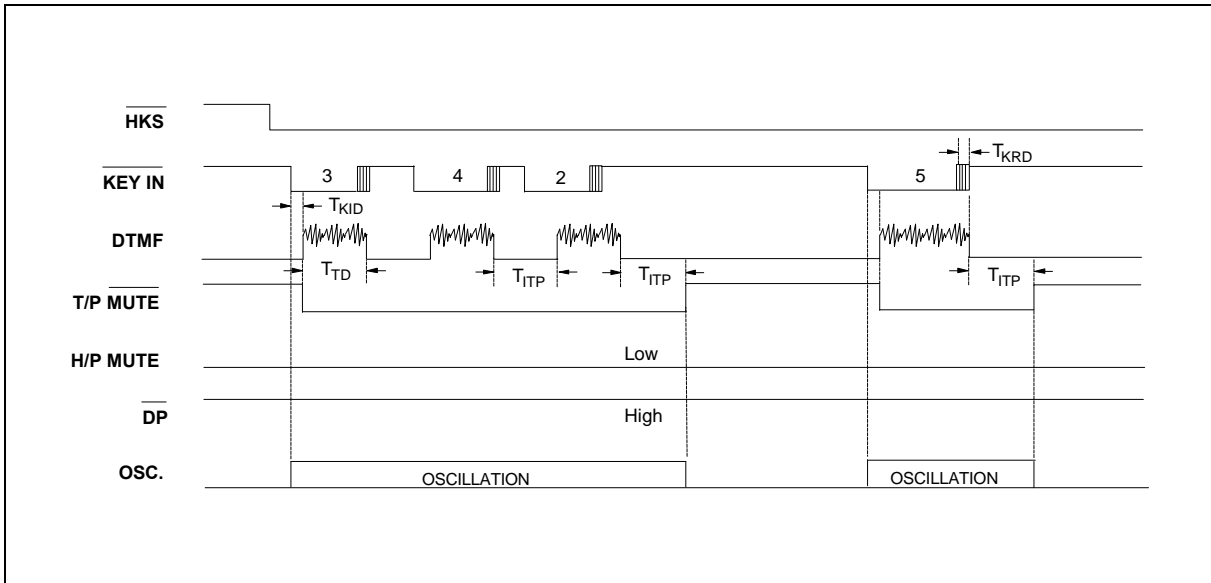 HKS
KEY IN
3
4
2
5
TKRD
TKID
DTMF
TTD
TITP
TITP
TITP
T/P MUTE
H/P MUTE
Low
DP
High
OSC.
OSCILLATION
OSCILLATION